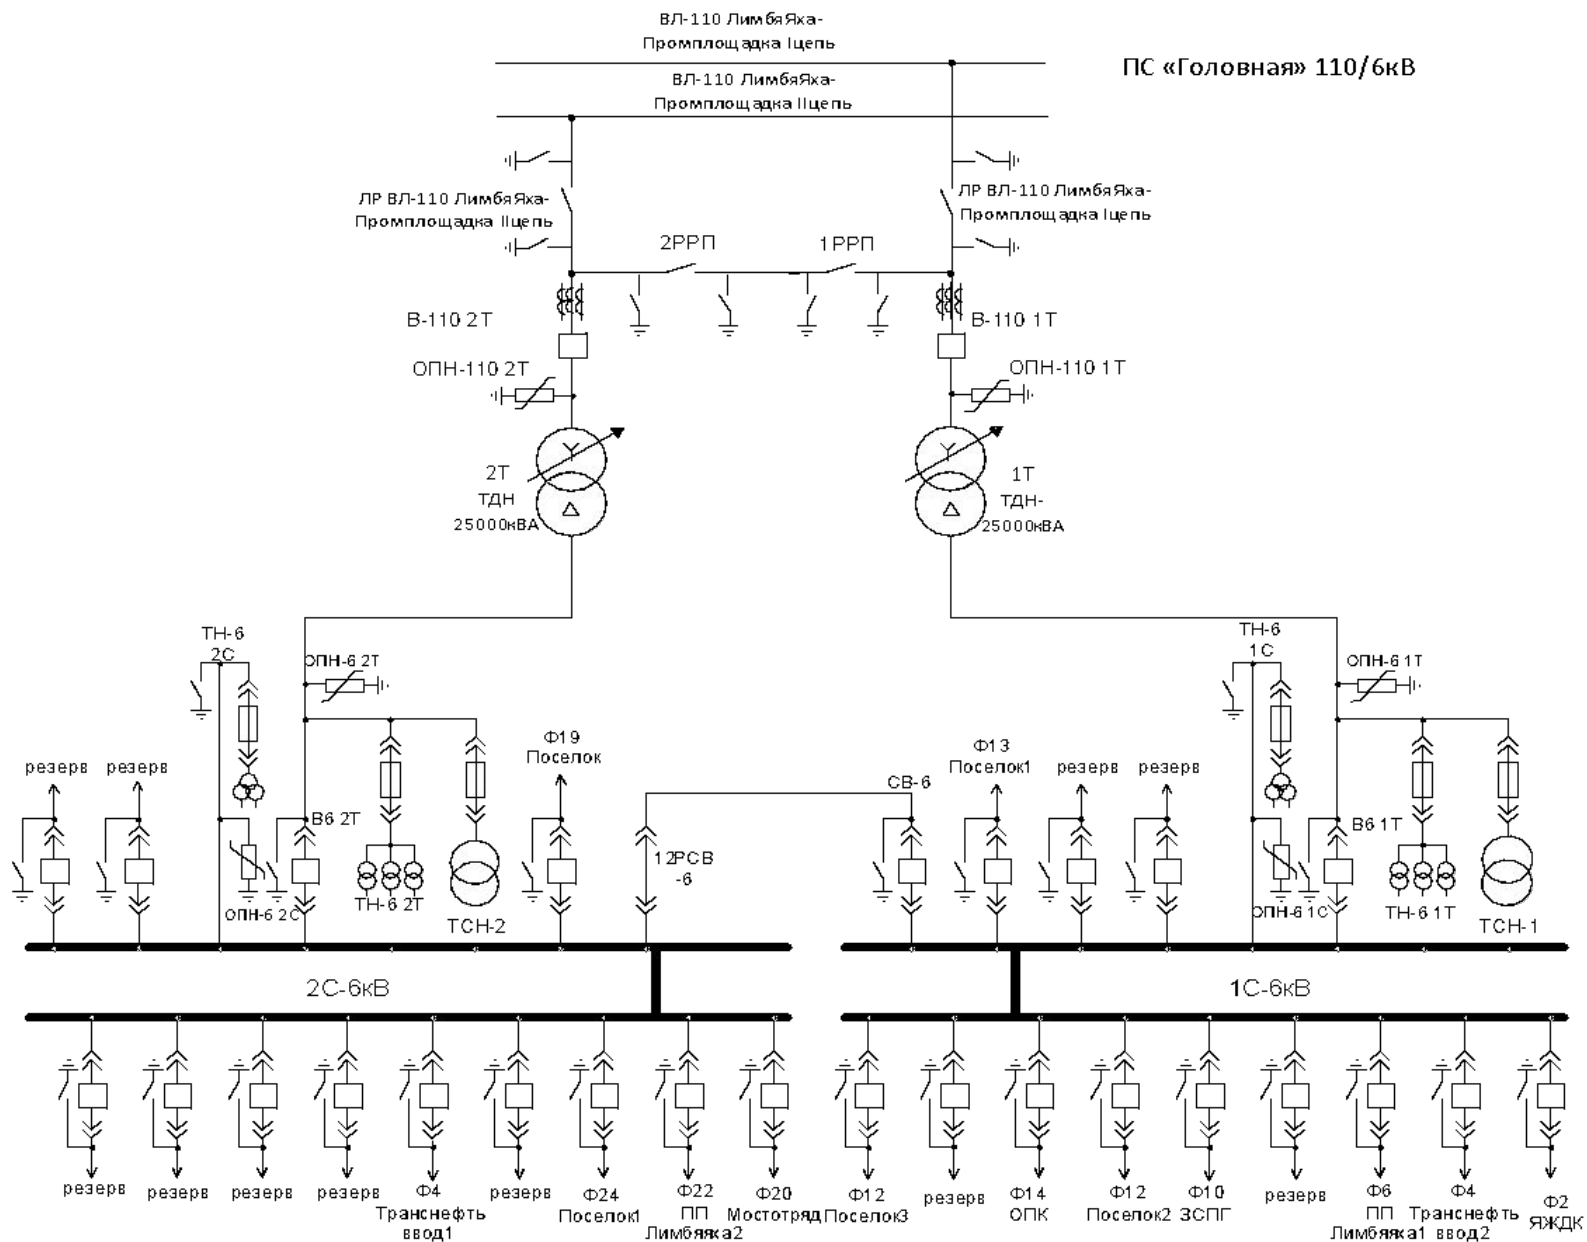 ВЛ-110 ЛимбяЯха-
Промплощадка Iцепь
ПС «Головная» 110/6кВ
ВЛ-110 ЛимбяЯха-
Промплощадка IIцепь
ЛР ВЛ-110 ЛимбяЯха-
Промплощадка IIцепь
ЛР ВЛ-110 ЛимбяЯха-
Промплощадка Iцепь
2РРП
1РРП
В-110 2Т
В-110 1Т
ОПН-110 2Т
ОПН-110 1Т
2Т
ТДН
25000кВА
1Т
ТДН-
25000кВА
ТН-6
2С
ОПН-6 2Т
ТН-6
1С
ОПН-6 1Т
резерв
резерв
Ф19
Поселок
СВ-6
Ф13
Поселок1
резерв
резерв
В6 2Т
В6 1Т
12РСВ
-6
ОПН-6 2С
ТН-6 2Т
ТСН-2
ОПН-6 1С
ТН-6 1Т
ТСН-1
2С-6кВ
1С-6кВ
резерв
резерв
резерв
резерв
Ф4
Транснефть
ввод1
резерв
Ф24
Поселок1
Ф22
ПП
Лимбяяха2
Ф20
Мостотряд
Ф12
Поселок3
резерв
Ф14
ОПК
Ф12
Поселок2
Ф10
ЗСПГ
резерв
Ф6
ПП
Лимбяяха1
Ф4
Транснефть
ввод2
Ф2
ЯЖДК